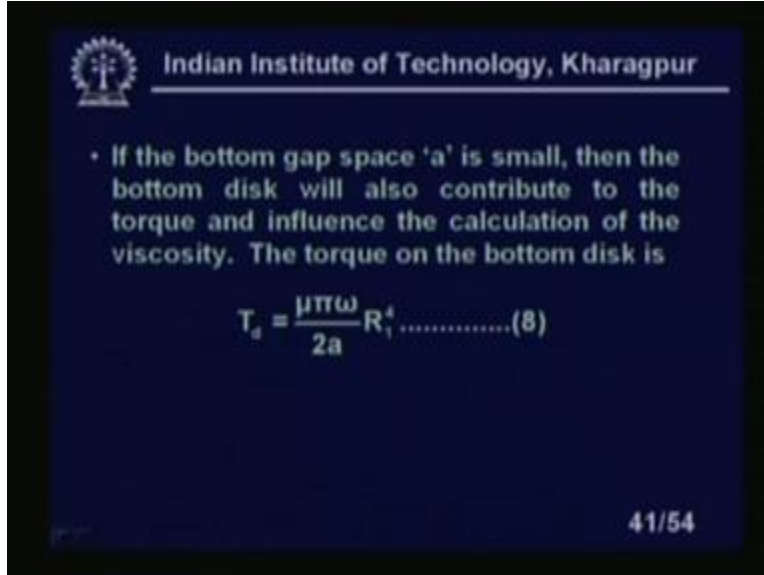 Indian Institute of Technology, Kharagpur
• If the bottom gap space 'a' is small, then the
bottom disk will also contribute to the
torque and influence the calculation of the
viscosity. The torque on the bottom disk is
T_d = μπω/2a R₁⁴ ..............(8)
41/54